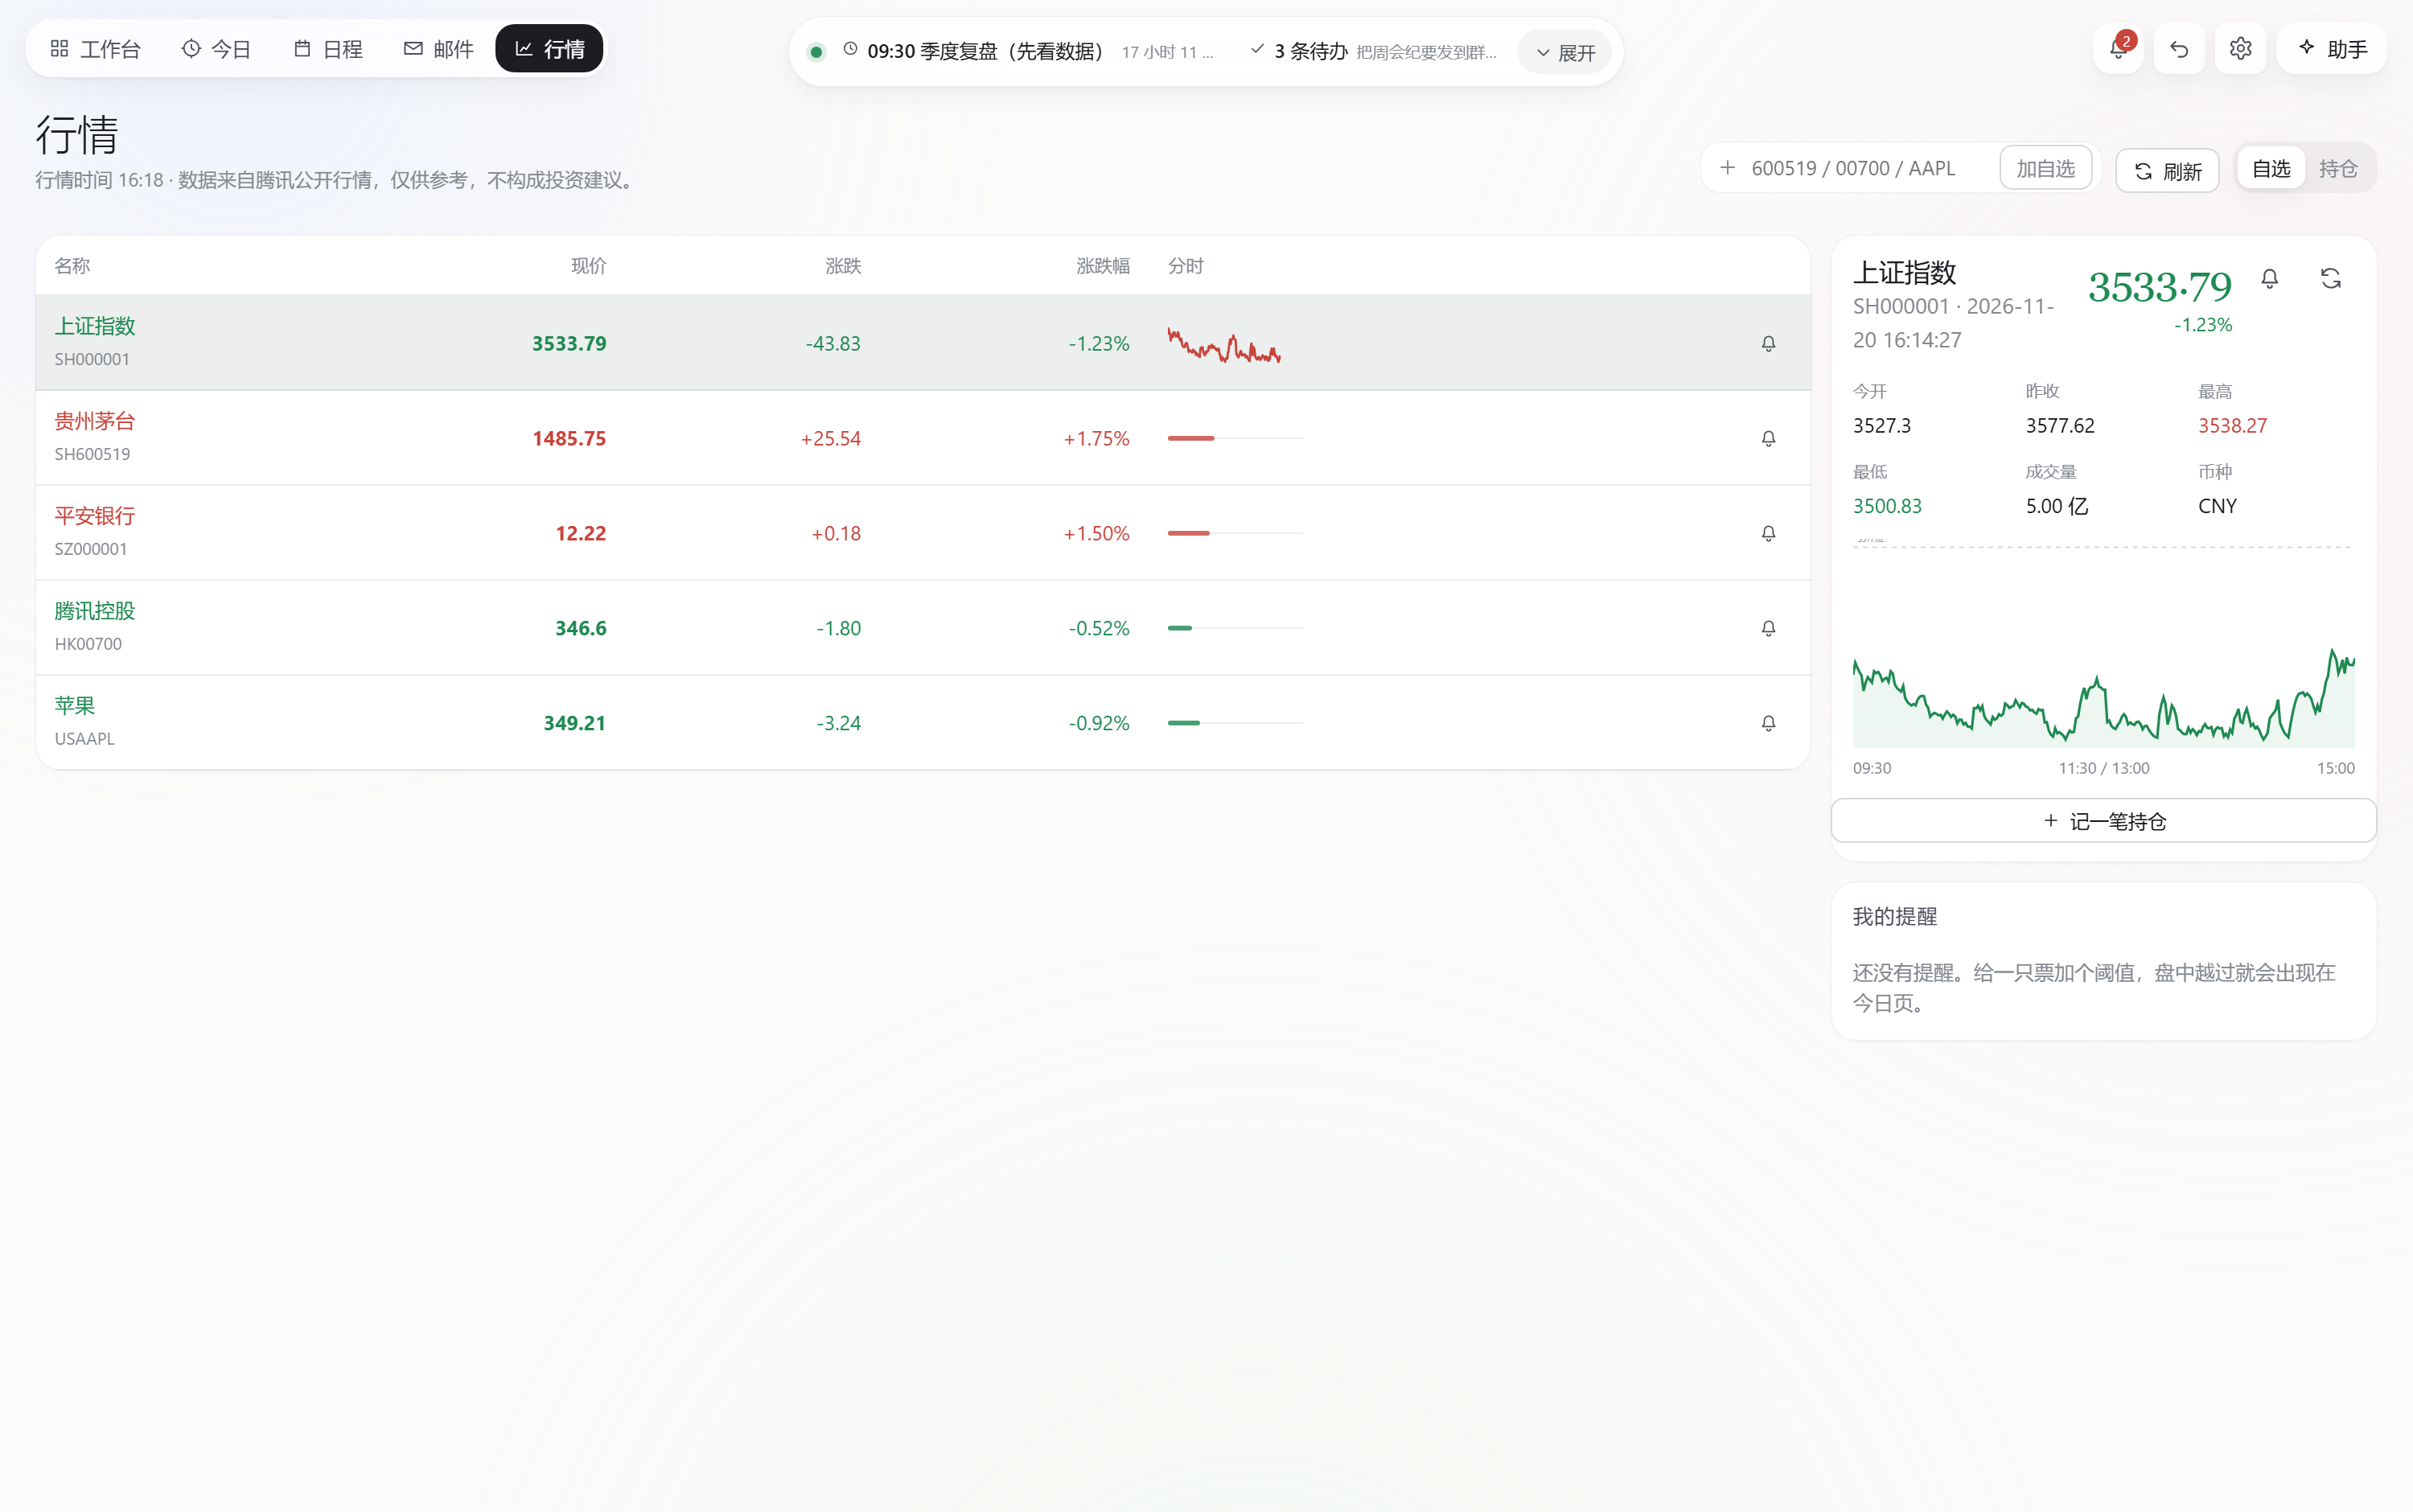 工作台 今日 日程 邮件 行情
09:30 季度复盘（先看数据） 17 小时 11 ... 3 条待办 把周会纪要发到群... 展开
2 助手
行情
行情时间 16:18 · 数据来自腾讯公开行情，仅供参考，不构成投资建议。
600519 / 00700 / AAPL 加自选 刷新 自选 持仓
名称 现价 涨跌 涨跌幅 分时
上证指数
SH000001
3533.79 -43.83 -1.23%
贵州茅台
SH600519
1485.75 +25.54 +1.75%
平安银行
SZ000001
12.22 +0.18 +1.50%
腾讯控股
HK00700
346.6 -1.80 -0.52%
苹果
USAAPL
349.21 -3.24 -0.92%
上证指数
SH000001 · 2026-11-
20 16:14:27
3533.79
-1.23%
今开 昨收 最高
3527.3 3577.62 3538.27
最低 成交量 币种
3500.83 5.00 亿 CNY
09:30 11:30 / 13:00 15:00
记一笔持仓
我的提醒
还没有提醒。给一只票加个阈值，盘中越过就会出现在
今日页。